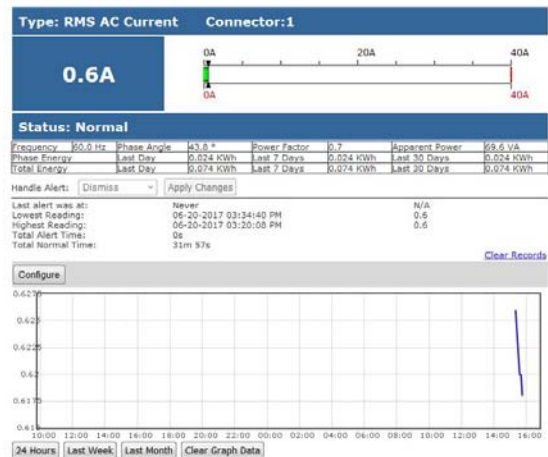 Type: RMS AC Current Connector:1
0.6A
0A 20A 40A
0A 40A
Status: Normal
Frequency 60.0 Hz Phase Angle 43.8 ° Power Factor 0.7 Apparent Power 69.6 VA
Phase Energy Last Day 0.024 KWh Last 7 Days 0.024 KWh Last 30 Days 0.024 KWh
Total Energy Last Day 0.074 KWh Last 7 Days 0.074 KWh Last 30 Days 0.074 KWh
Handle Alert: Dismiss Apply Changes
Last alert was at: Never N/A
Lowest Reading: 06-20-2017 03:34:40 PM 0.6
Highest Reading: 06-20-2017 03:20:08 PM 0.6
Total Alert Time: 0s
Total Normal Time: 31m 57s
Clear Records
Configure
0.6275
0.625
0.6225
0.62
0.6175
0.615
10:00 12:00 14:00 16:00 18:00 20:00 22:00 00:00 02:00 04:00 06:00 08:00 10:00 12:00 14:00 16:00
24 Hours Last Week Last Month Clear Graph Data